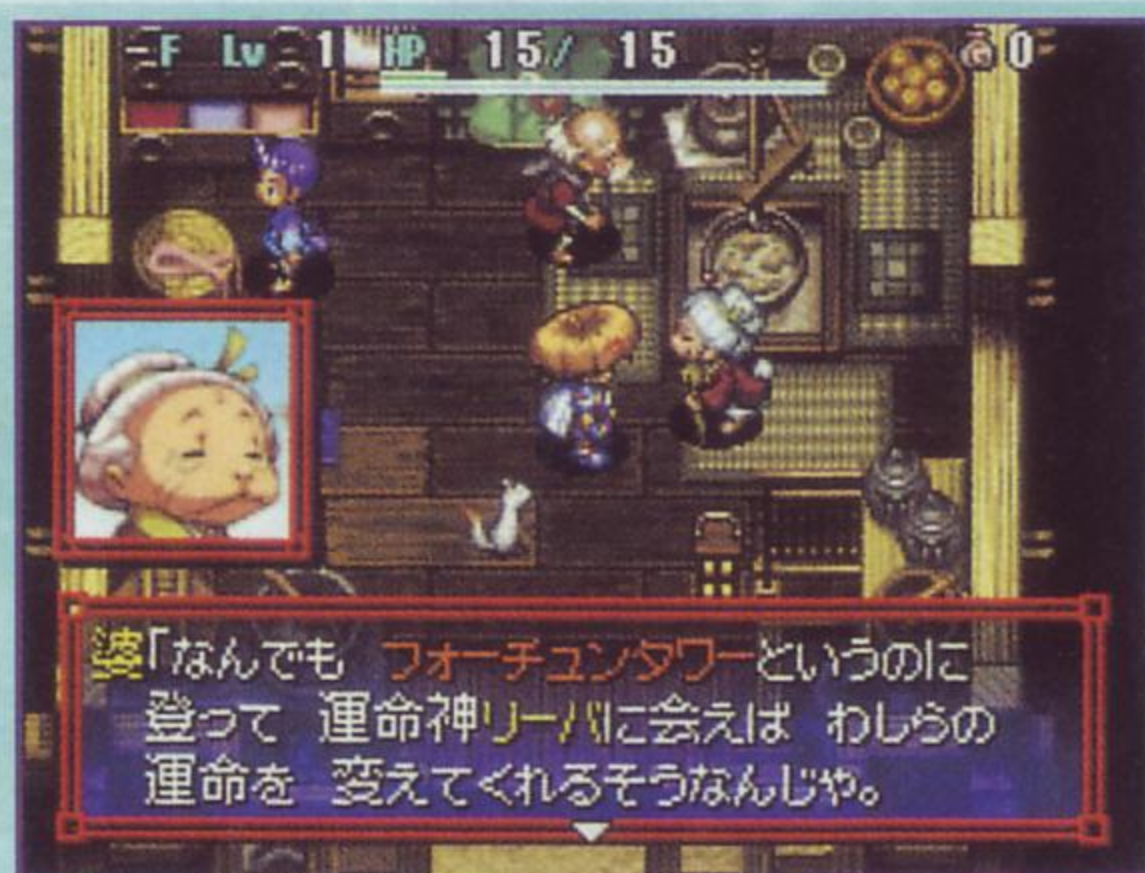 F Lv 1 HP 15/ 15 G 0
婆「なんでも フォーチュンタワーというのに
登って 運命神リーバに会えば わしらの
運命を 変えてくれるそうなんじゃ。